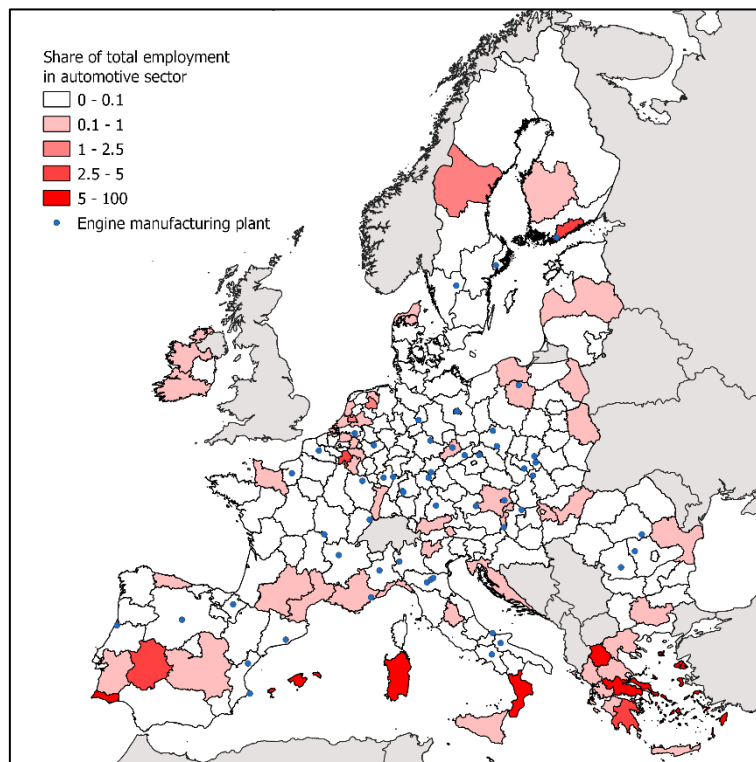 Share of total employment
in automotive sector
0 - 0.1
0.1 - 1
1 - 2.5
2.5 - 5
5 - 100
Engine manufacturing plant